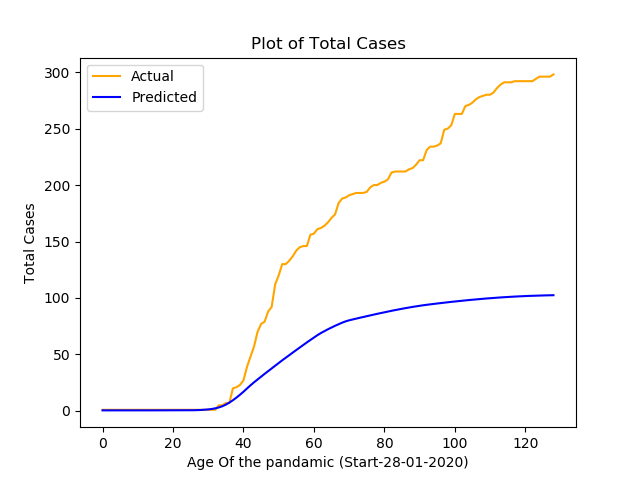 Plot of Total Cases
Actual
Predicted
300
250
200
150
100
50
0
Total Cases
0 20 40 60 80 100 120
Age Of the pandamic (Start-28-01-2020)